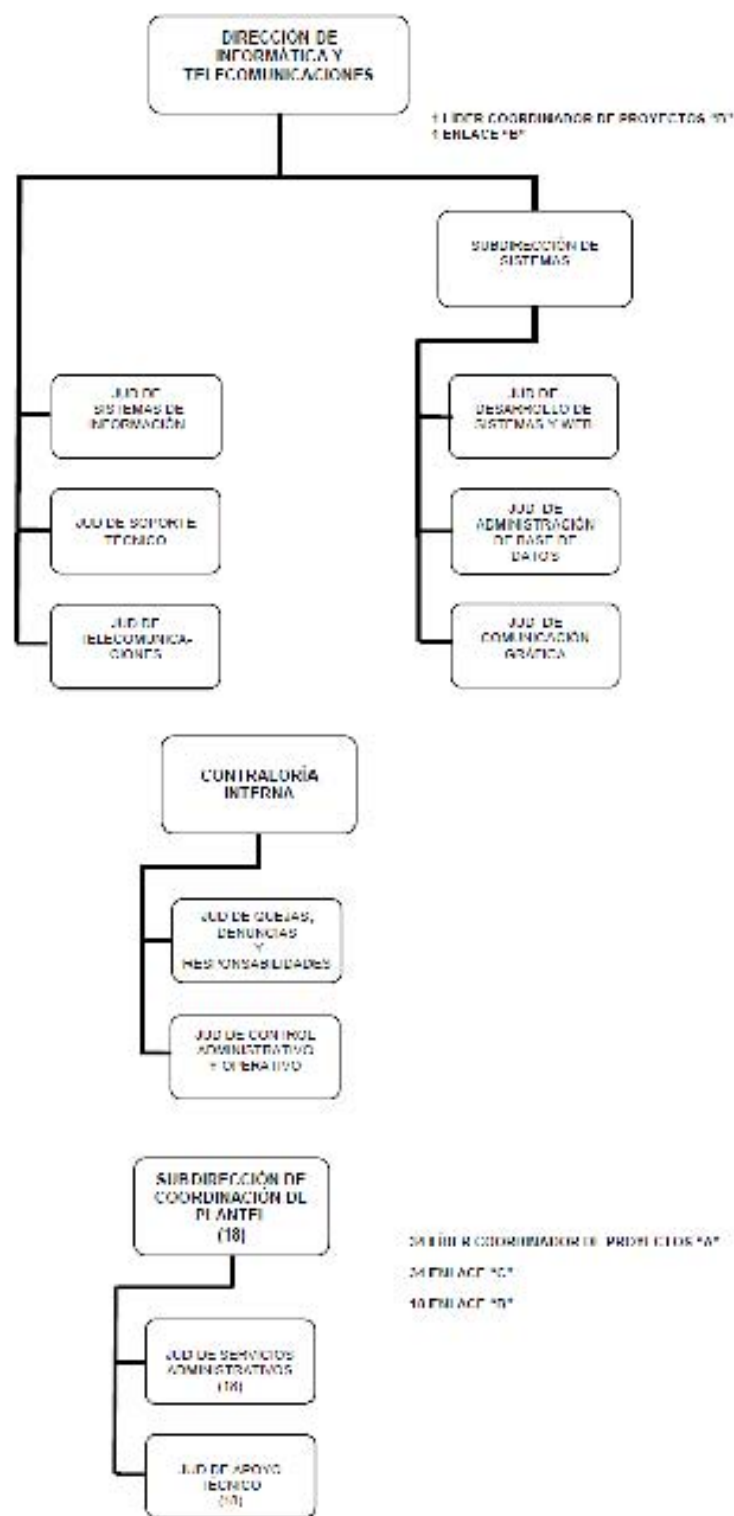 DIRECCIÓN DE
INFORMÁTICA Y
TELECOMUNICACIONES
1 LÍDER COORDINADOR DE PROYECTOS "B"
1 ENLACE "B"
SUBDIRECCIÓN DE
SISTEMAS
JUD DE
SISTEMAS DE
INFORMACIÓN
JUD DE
DESARROLLO DE
SISTEMAS Y WEB
JUD DE SOPORTE
TÉCNICO
JUD DE
ADMINISTRACIÓN
DE BASE DE
DATOS
JUD DE
TELECOMUNICA-
CIONES
JUD DE
COMUNICACIÓN
GRÁFICA
CONTRALORÍA
INTERNA
JUD DE QUEJAS,
DENUNCIAS
Y
RESPONSABILIDADES
JUD DE CONTROL
ADMINISTRATIVO
Y OPERATIVO
SUBDIRECCIÓN DE
COORDINACIÓN DE
PLANTEL
(18)
LÍDER COORDINADOR DE PROYECTOS "A"
ENLACE "C"
18 ENLACE "B"
JUD DE SERVICIOS
ADMINISTRATIVOS
(18)
JUD DE APOYO
TÉCNICO
(18)